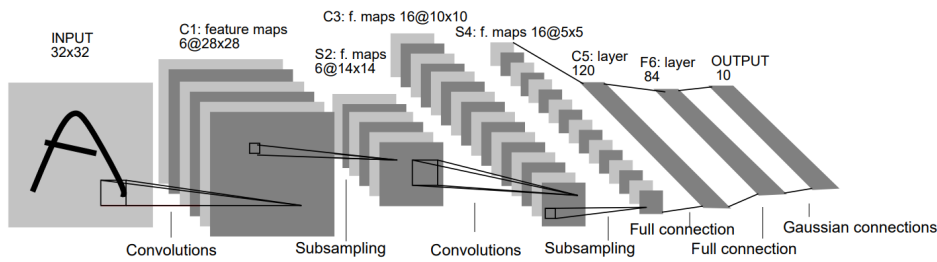 INPUT
32x32
C1: feature maps
6@28x28
S2: f. maps
6@14x14
C3: f. maps 16@10x10
S4: f. maps 16@5x5
C5: layer
120
F6: layer
84
OUTPUT
10
A
Convolutions
Subsampling
Convolutions
Subsampling
Full connection
Full connection
Gaussian connections